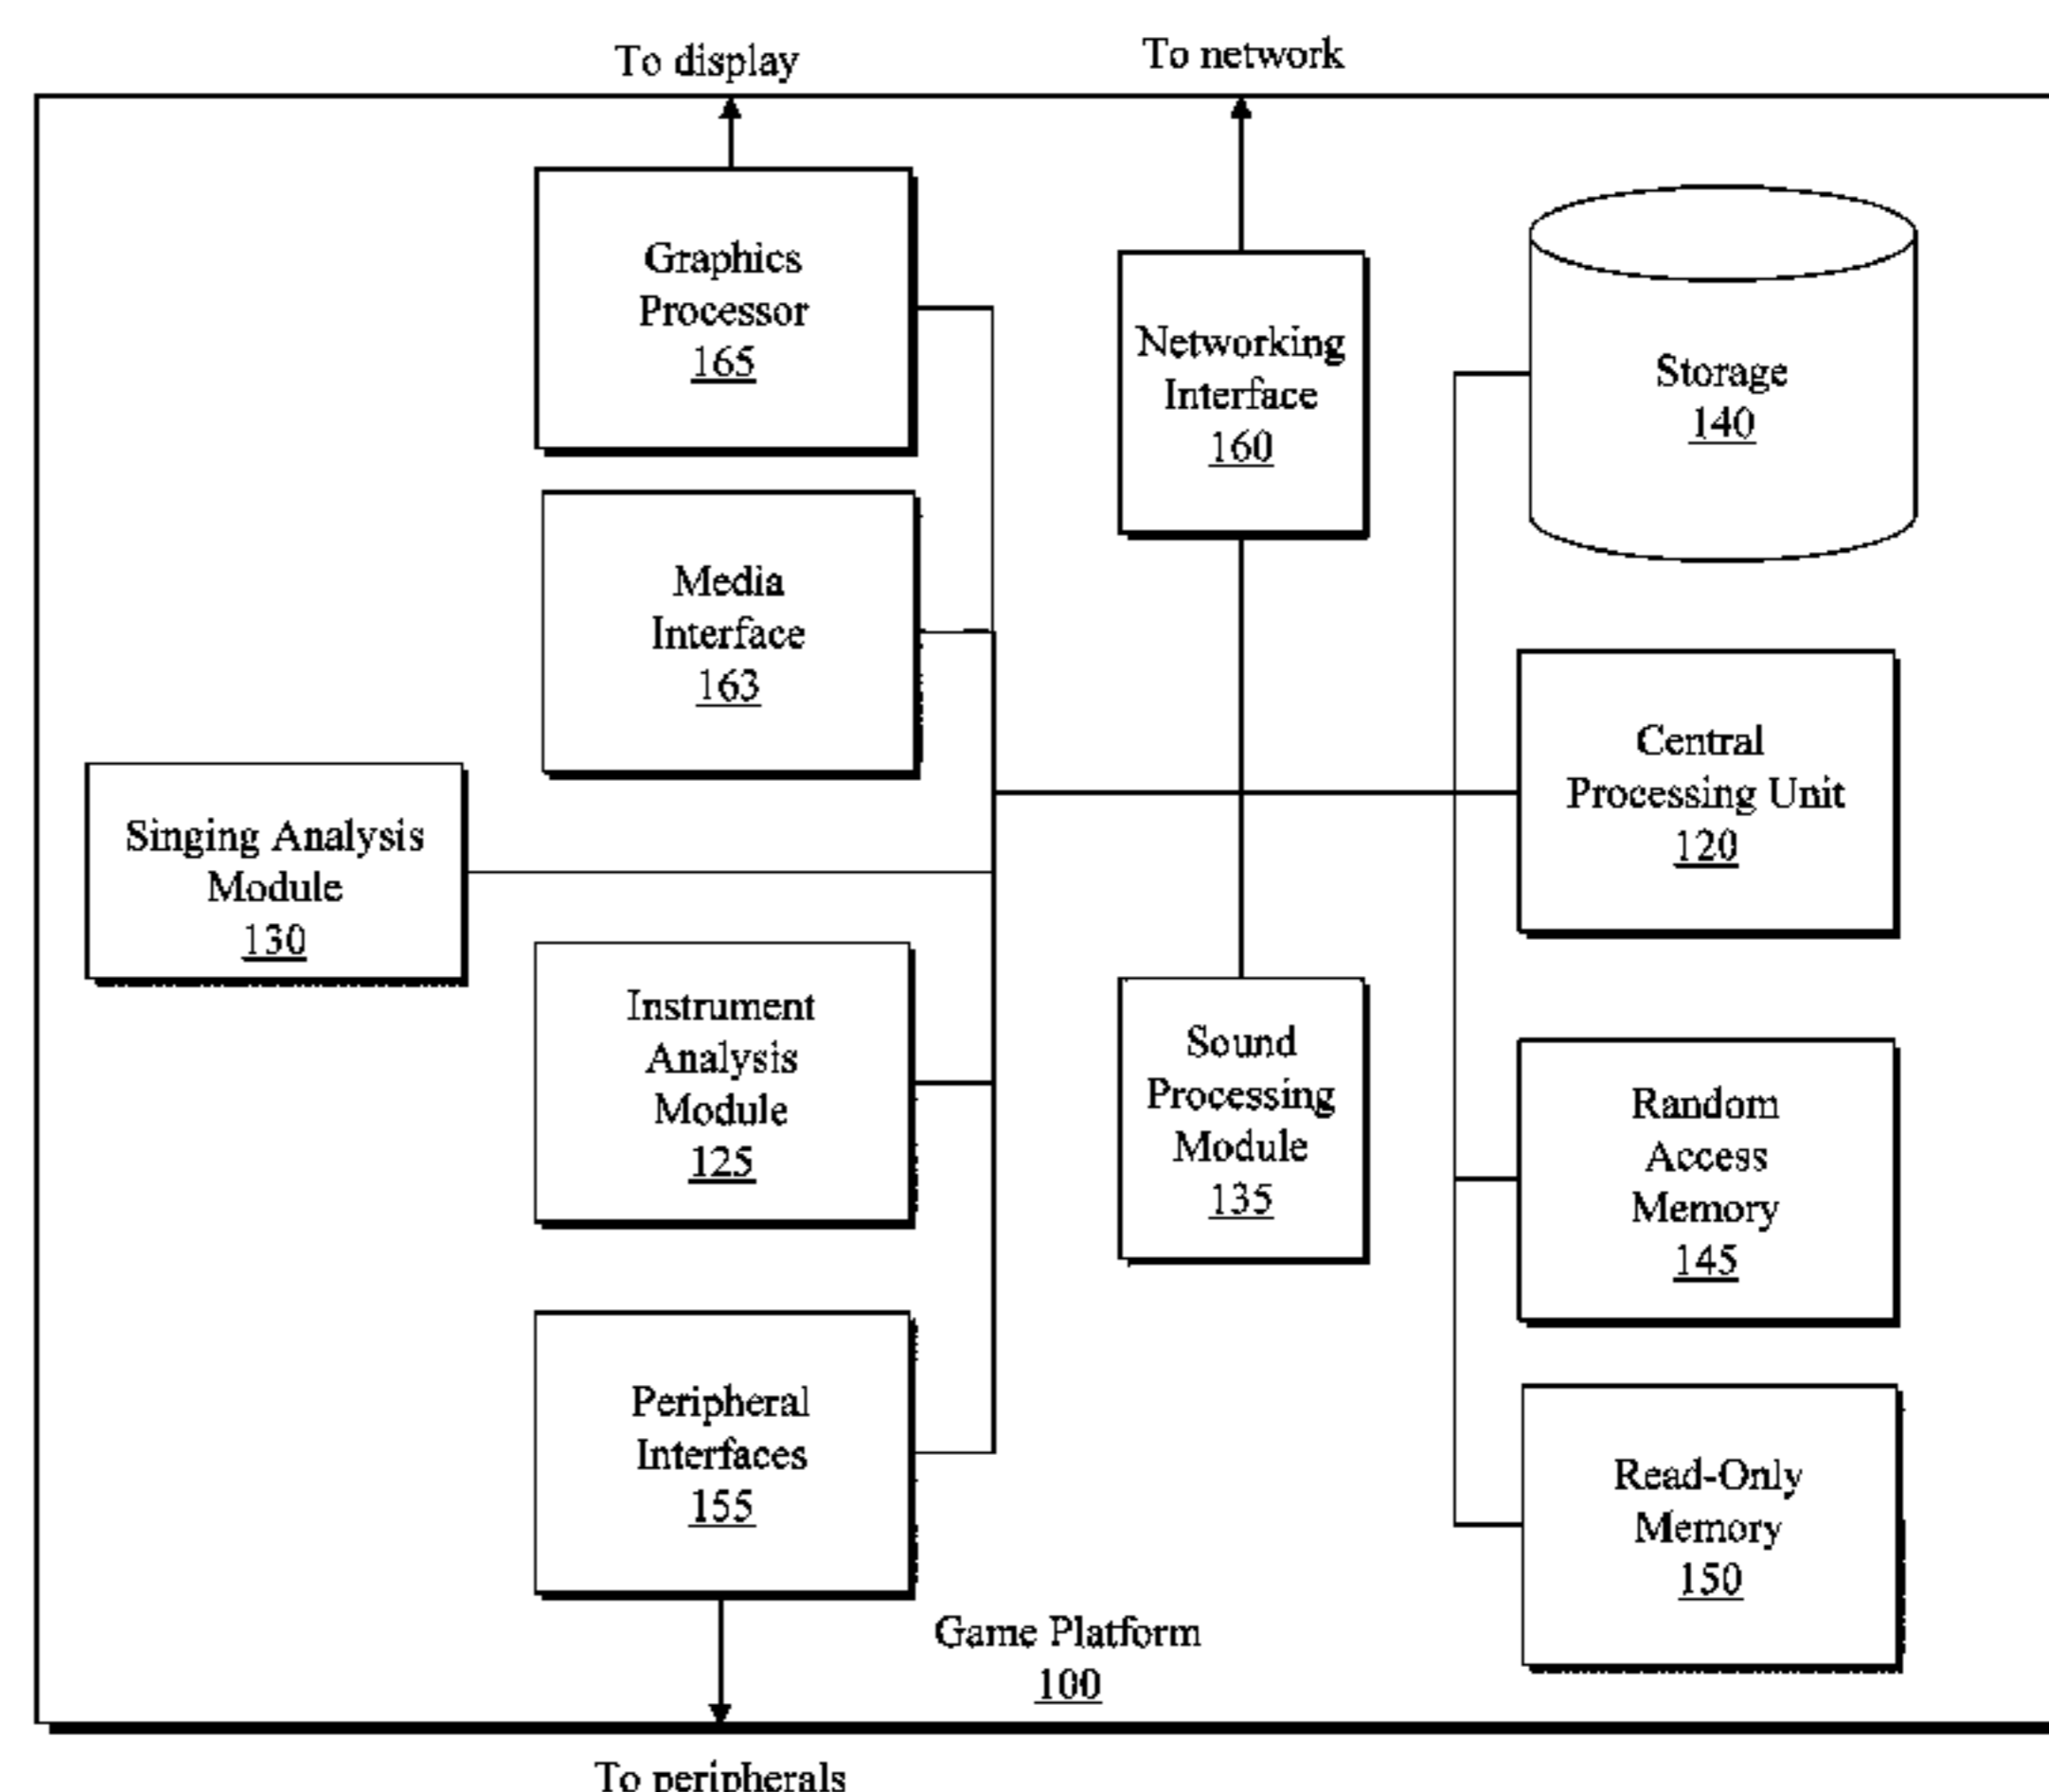 To display
To network
Graphics
Processor
165
Networking
Interface
160
Storage
140
Media
Interface
163
Central
Processing Unit
120
Singing Analysis
Module
130
Instrument
Analysis
Module
125
Sound
Processing
Module
135
Random
Access
Memory
145
Peripheral
Interfaces
155
Read-Only
Memory
150
Game Platform
100
To peripherals